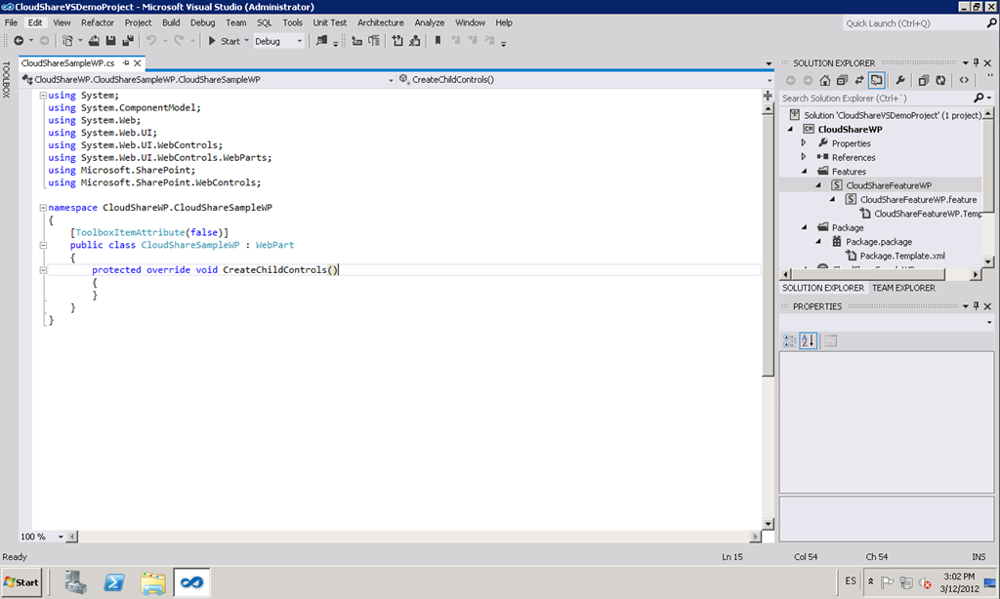 CloudShareVSDemoProject - Microsoft Visual Studio (Administrator)
File Edit View Refactor Project Build Debug Team SQL Tools Unit Test Architecture Analyze Window Help
Quick Launch (Ctrl+Q)
Start Debug
TOOLBOX
CloudShareSampleWP.cs
CloudShareWP.CloudShareSampleWP.CloudShareSampleWP
CreateChildControls()
using System;
using System.ComponentModel;
using System.Web;
using System.Web.UI;
using System.Web.UI.WebControls;
using System.Web.UI.WebControls.WebParts;
using Microsoft.SharePoint;
using Microsoft.SharePoint.WebControls;
namespace CloudShareWP.CloudShareSampleWP
{
[ToolboxItemAttribute(false)]
public class CloudShareSampleWP : WebPart
{
protected override void CreateChildControls()
{
}
}
}
100 %
SOLUTION EXPLORER
Search Solution Explorer (Ctrl+`)
Solution 'CloudShareVSDemoProject' (1 project)
CloudShareWP
Properties
References
Features
CloudShareFeatureWP
CloudShareFeatureWP.feature
CloudShareFeatureWP.Temp
Package
Package.package
Package.Template.xml
SOLUTION EXPLORER TEAM EXPLORER
PROPERTIES
Ready
Ln 15 Col 54 Ch 54 INS
Start
ES
3:02 PM
3/12/2012